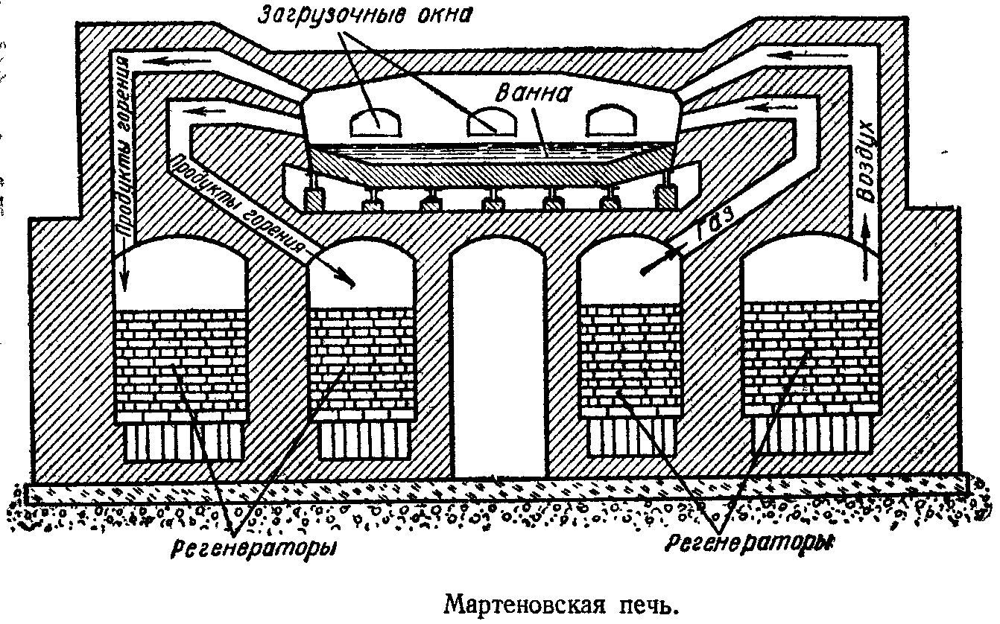 Загрузочные окна
Ванна
Продукты горения
Продукты горения
Газ
Воздух
Регенераторы
Регенераторы
Мартеновская печь.